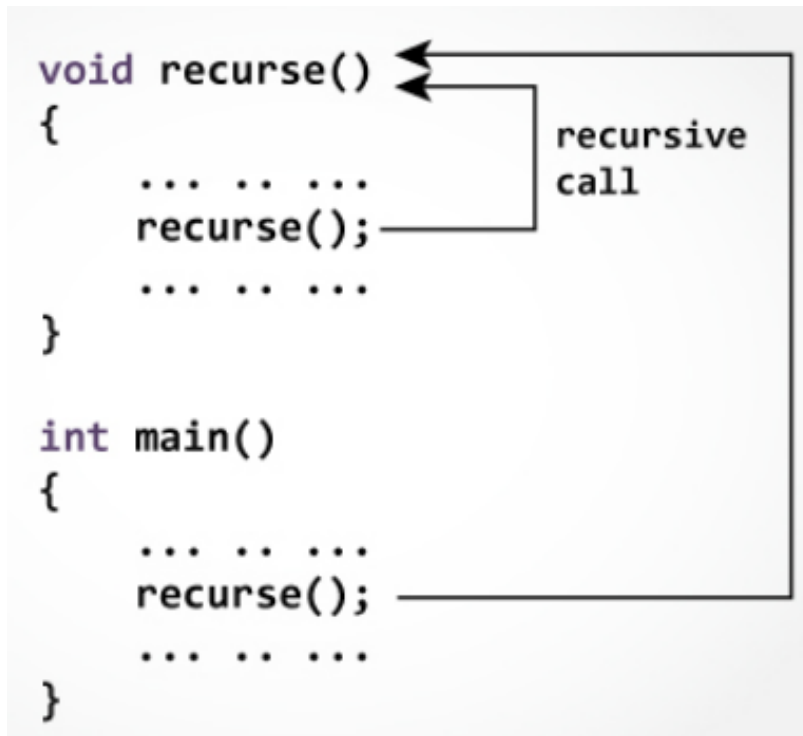 void recurse()
{
... .. ...
recurse();
... .. ...
}
recursive
call
int main()
{
... .. ...
recurse();
... .. ...
}